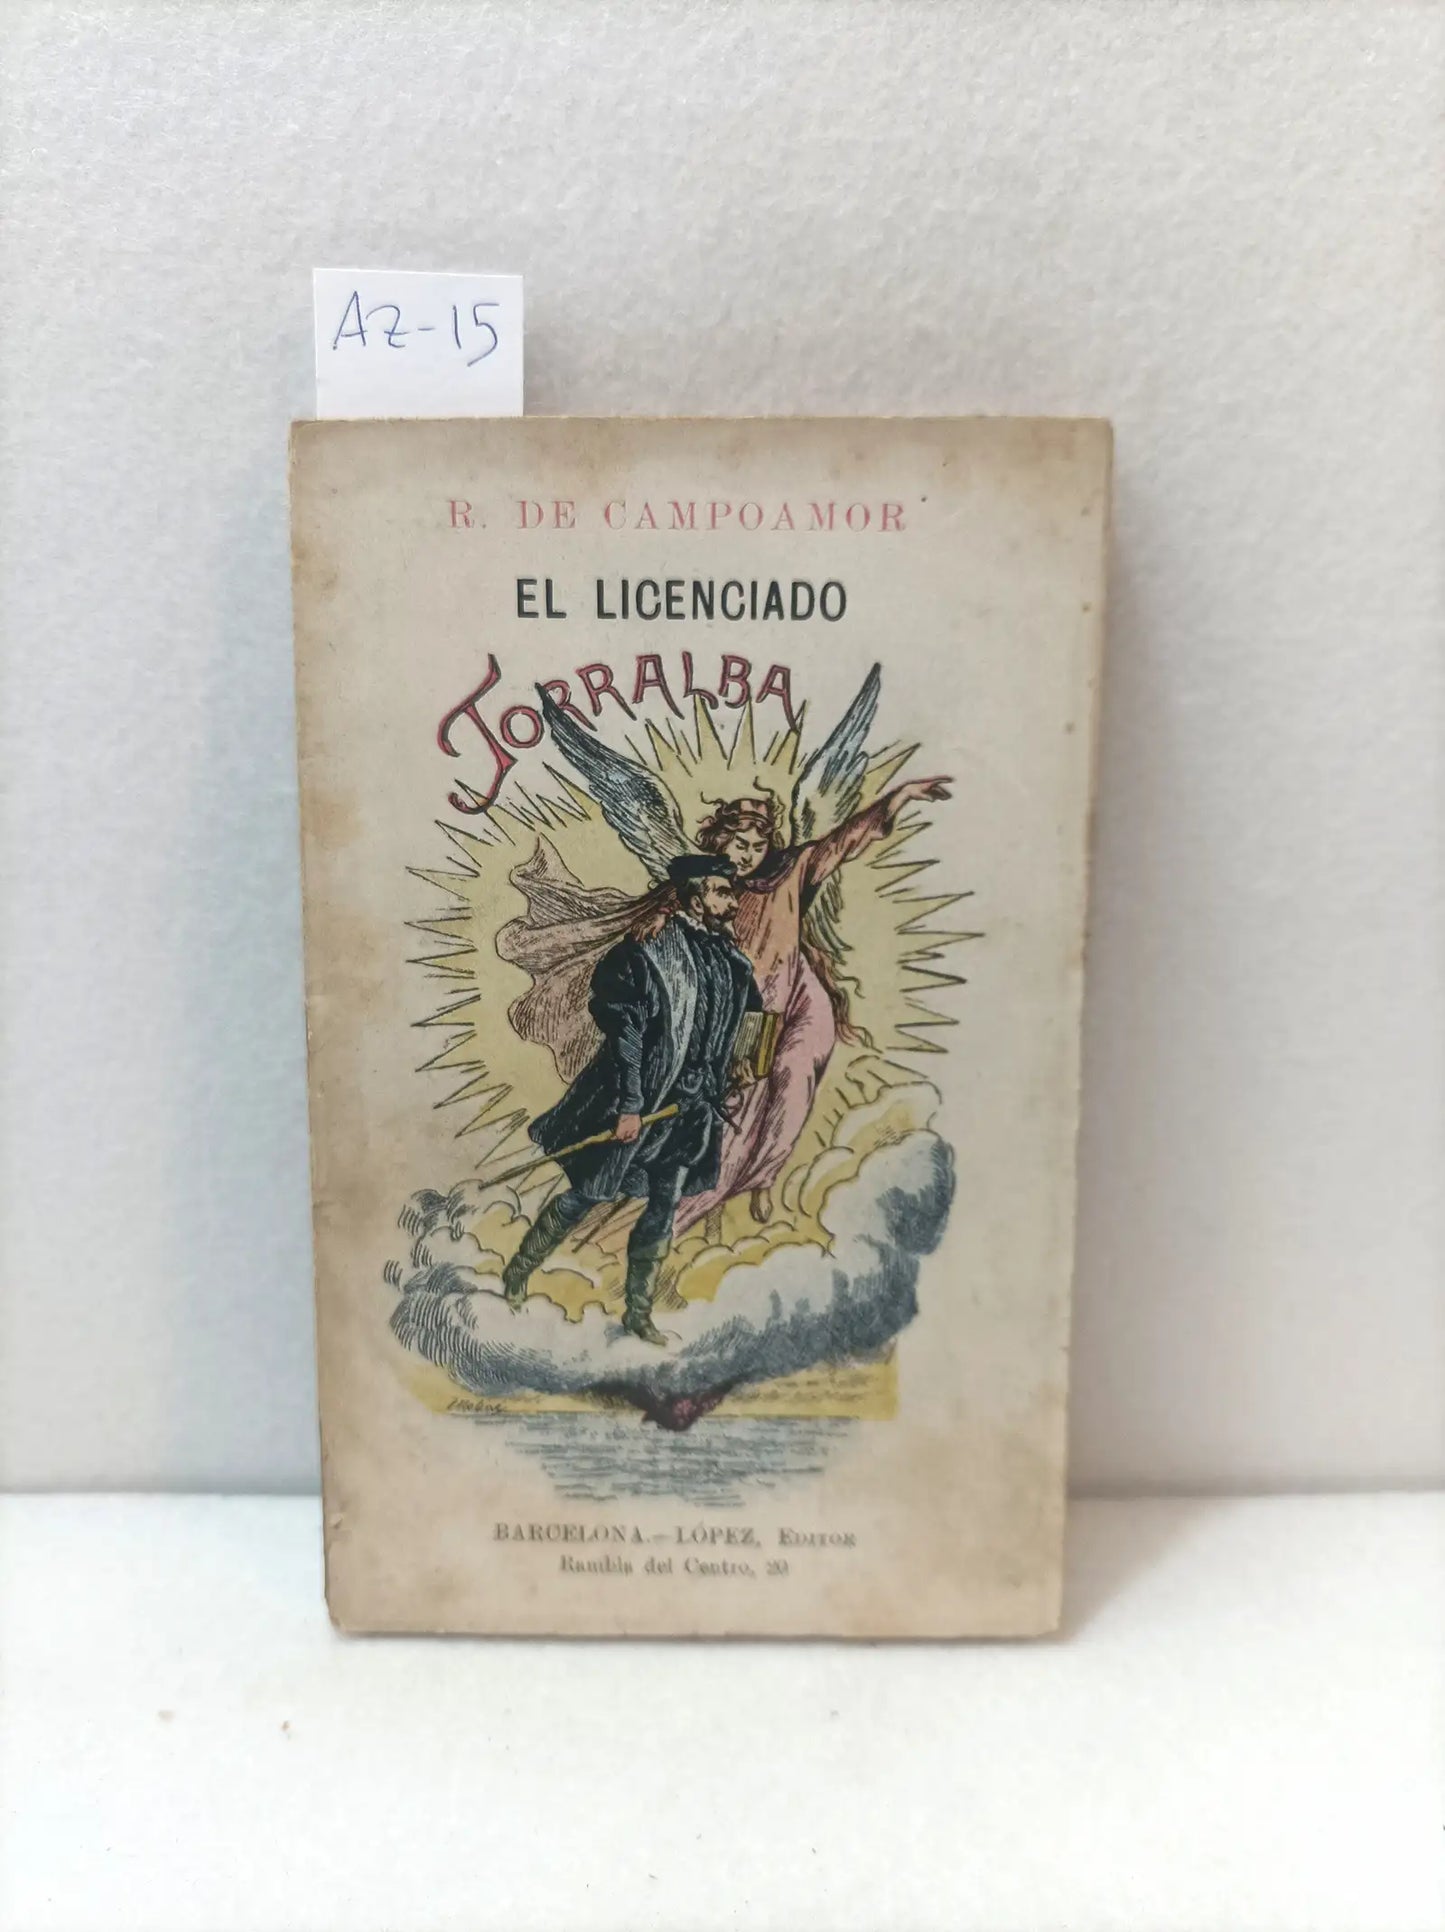 AZ-15
R. DE CAMPOAMOR
EL LICENCIADO
TORRALBA
BARCELONA.—LÓPEZ, EDITOR
Rambla del Centro, 20